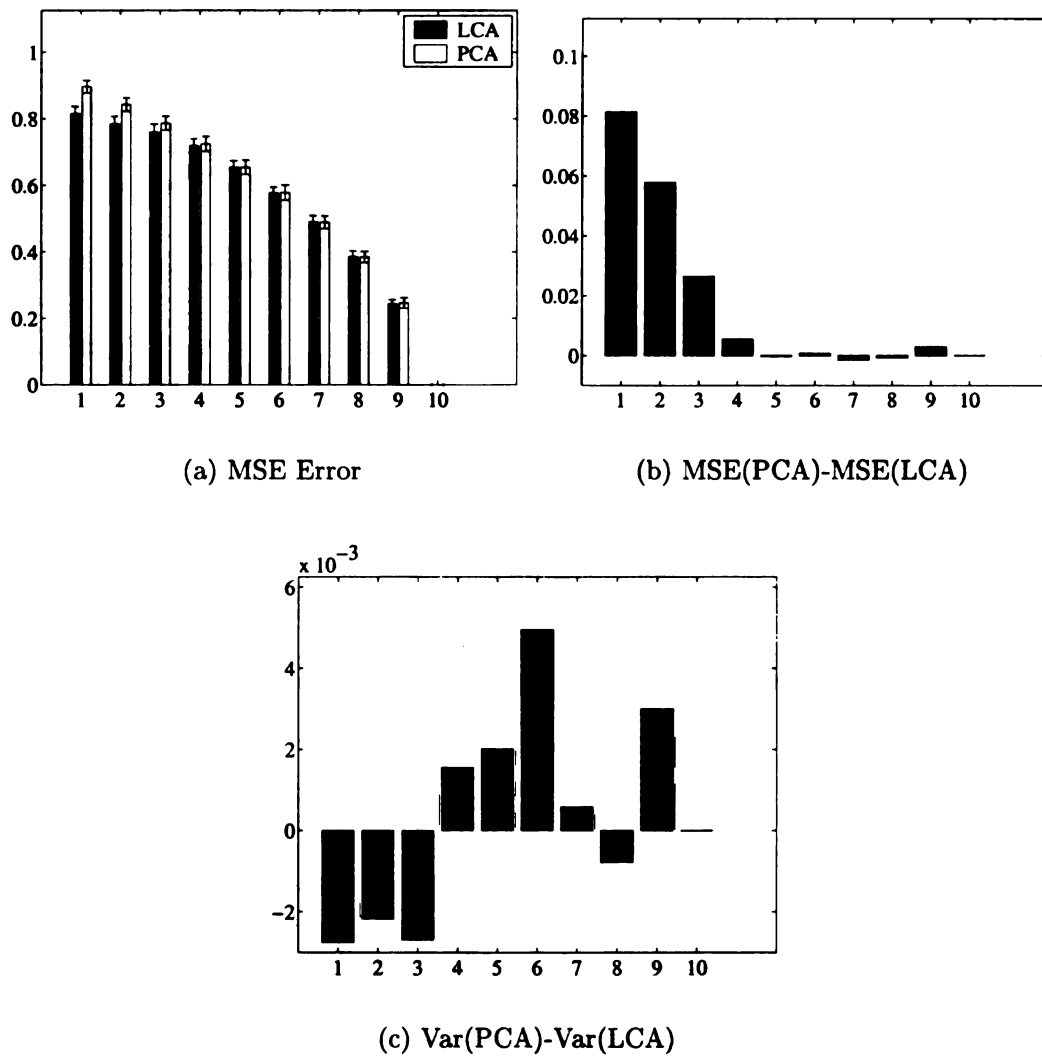 LCA
PCA
1
0.8
0.6
0.4
0.2
0
1 2 3 4 5 6 7 8 9 10
(a) MSE Error
0.1
0.08
0.06
0.04
0.02
0
1 2 3 4 5 6 7 8 9 10
(b) MSE(PCA)-MSE(LCA)
x 10⁻³
6
4
2
0
−2
1 2 3 4 5 6 7 8 9 10
(c) Var(PCA)-Var(LCA)